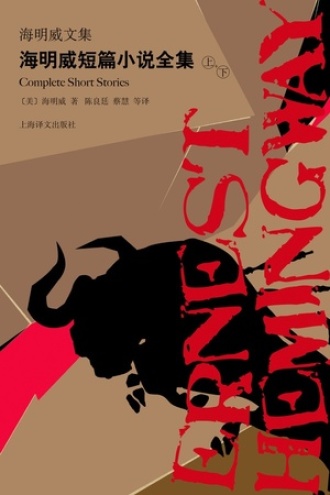 海明威文集
海明威短篇小说全集 上、下
Complete Short Stories
〔美〕海明威 著 陈良廷 蔡慧 等译
上海译文出版社
ERNEST
HEMINGWAY